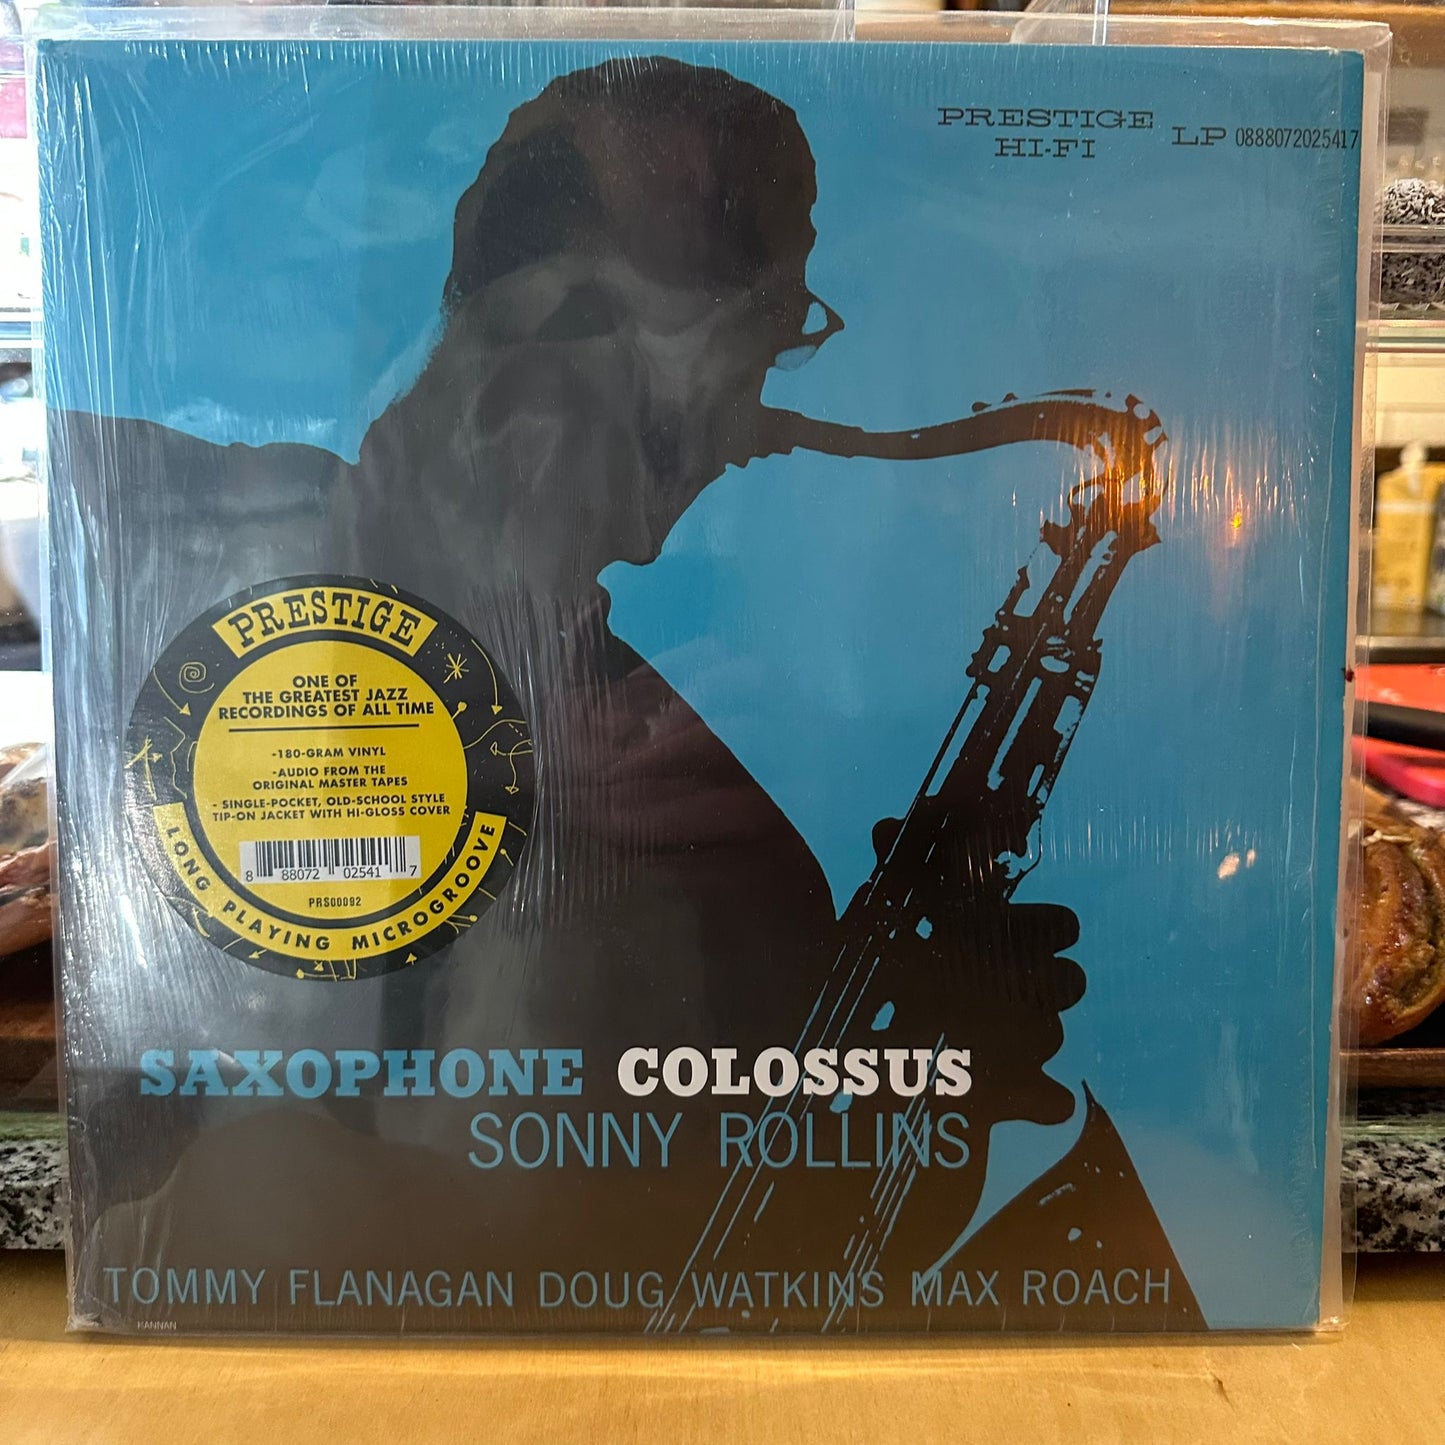 PRESTIGE
HI-FI
LP 0888072025417
PRESTIGE
ONE OF
THE GREATEST JAZZ
RECORDINGS OF ALL TIME
-180-GRAM VINYL
-AUDIO FROM THE
ORIGINAL MASTER TAPES
- SINGLE-POCKET, OLD-SCHOOL STYLE
TIP-ON JACKET WITH HI-GLOSS COVER
8 88072 02541 7
PRS00092
LONG PLAYING MICROGROOVE
SAXOPHONE COLOSSUS
SONNY ROLLINS
TOMMY FLANAGAN DOUG WATKINS MAX ROACH
HANNAN